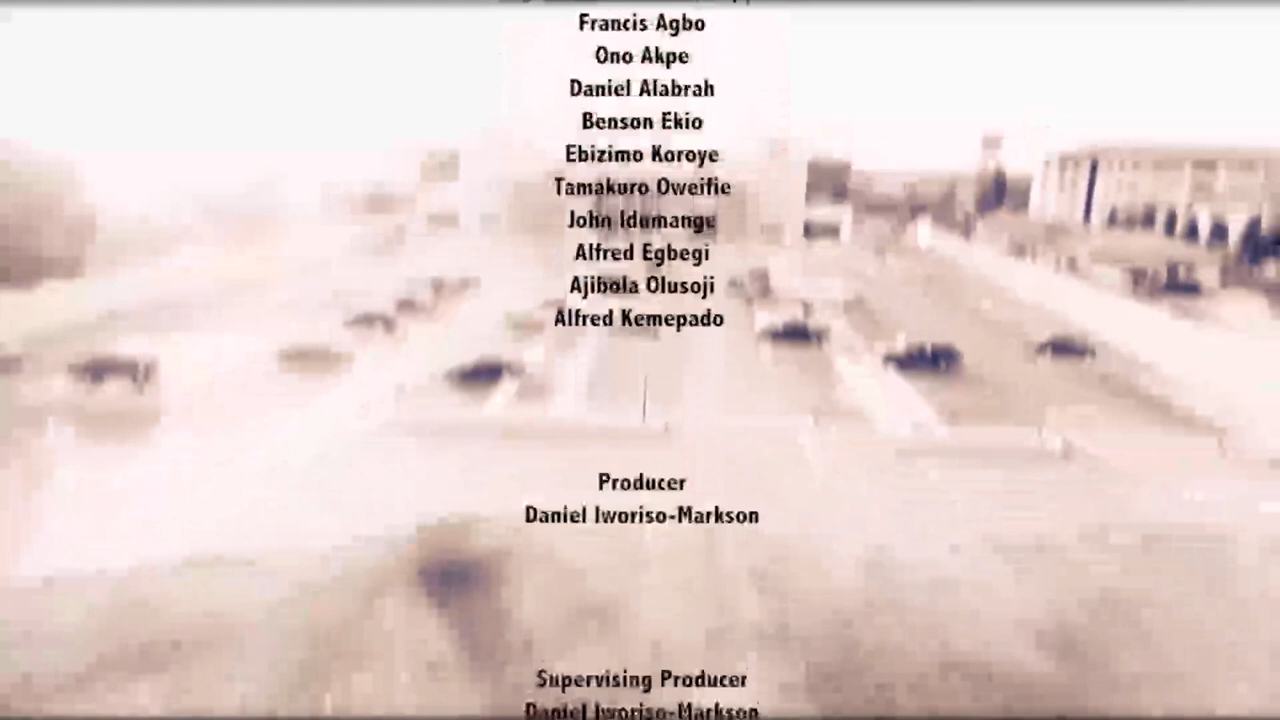 Francis Agbo
Ono Akpe
Daniel Alabrah
Benson Ekio
Ebizimo Koroye
Tamakuro Oweifie
John Idumange
Alfred Egbegi
Ajibola Olusoji
Alfred Kemepado
Producer
Daniel Iworiso-Markson
Supervising Producer
Daniel Iworiso-Markson